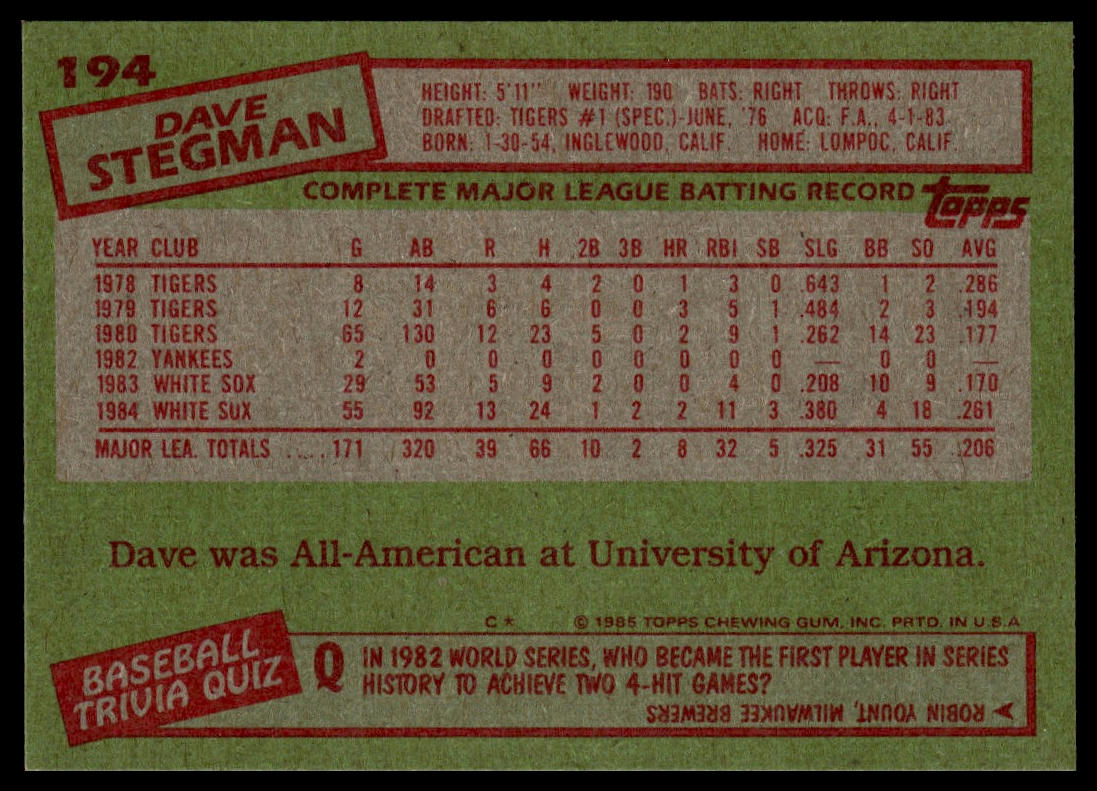 194
DAVE
STEGMAN
HEIGHT: 5'11" WEIGHT: 190 BATS: RIGHT THROWS: RIGHT
DRAFTED: TIGERS #1 (SPEC.)-JUNE, '76 ACQ: F.A., 4-1-83
BORN: 1-30-54, INGLEWOOD, CALIF. HOME: LOMPOC, CALIF.
COMPLETE MAJOR LEAGUE BATTING RECORD topps
YEAR CLUB G AB R H 2B 3B HR RBI SB SLG BB SO AVG
1978 TIGERS 8 14 3 4 2 0 1 3 0 .643 1 2 .286
1979 TIGERS 12 31 6 6 0 0 3 5 1 .484 2 3 .194
1980 TIGERS 65 130 12 23 5 0 2 9 1 .262 14 23 .177
1982 YANKEES 2 0 0 0 0 0 0 0 0 — 0 0 —
1983 WHITE SOX 29 53 5 9 2 0 0 4 0 .208 10 9 .170
1984 WHITE SOX 55 92 13 24 1 2 2 11 3 .380 4 18 .261
MAJOR LEA. TOTALS .... 171 320 39 66 10 2 8 32 5 .325 31 55 .206
Dave was All-American at University of Arizona.
C* © 1985 TOPPS CHEWING GUM, INC. PRTD. IN U.S.A
BASEBALL
TRIVIA QUIZ
Q IN 1982 WORLD SERIES, WHO BECAME THE FIRST PLAYER IN SERIES
HISTORY TO ACHIEVE TWO 4-HIT GAMES?
ROBIN YOUNT, MILWAUKEE BREWERS